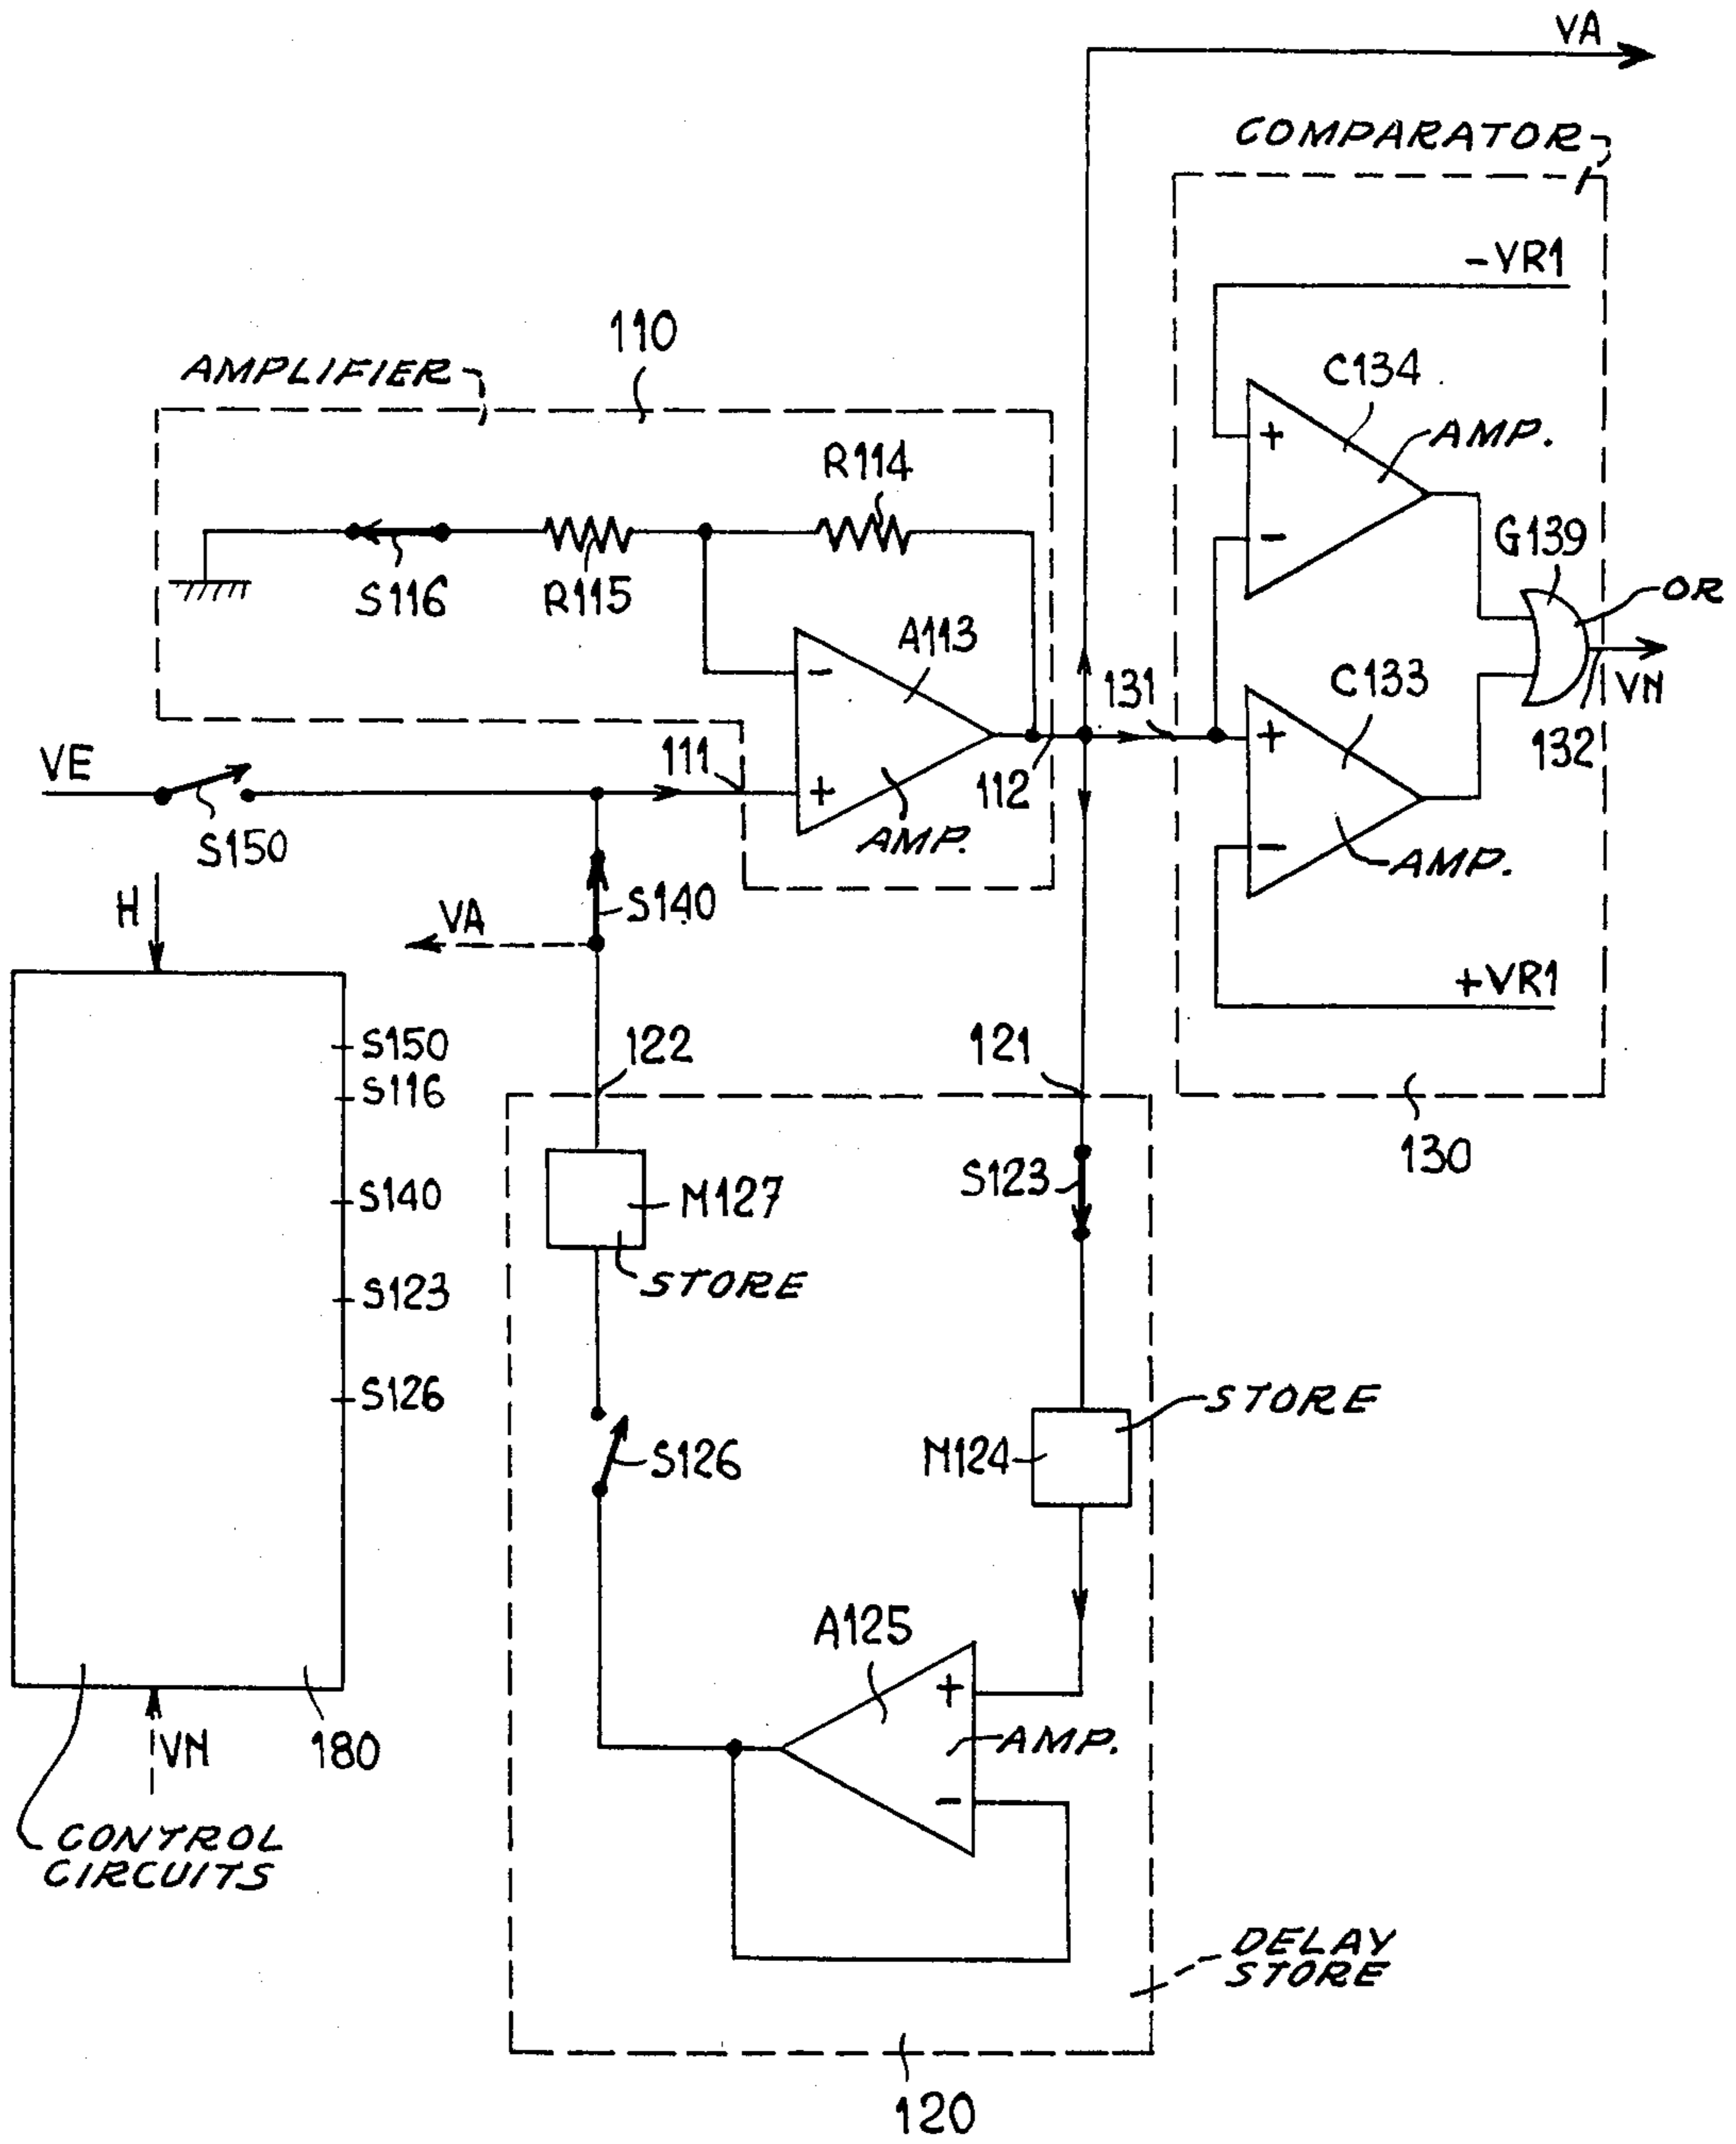 VA
COMPARATOR
-VR1
110
AMPLIFIER
C134
AMP.
R114
+
G139
-
OR
S116
R115
A113
C133
-
131
VN
+
132
VE
111
+
112
S150
AMP.
-
AMP.
H
VA
S140
+VR1
S150
122
121
S116
130
S123
S140
M127
STORE
S123
S126
STORE
S126
M124
A125
+
VN
180
AMP.
-
CONTROL
CIRCUITS
DELAY
STORE
120